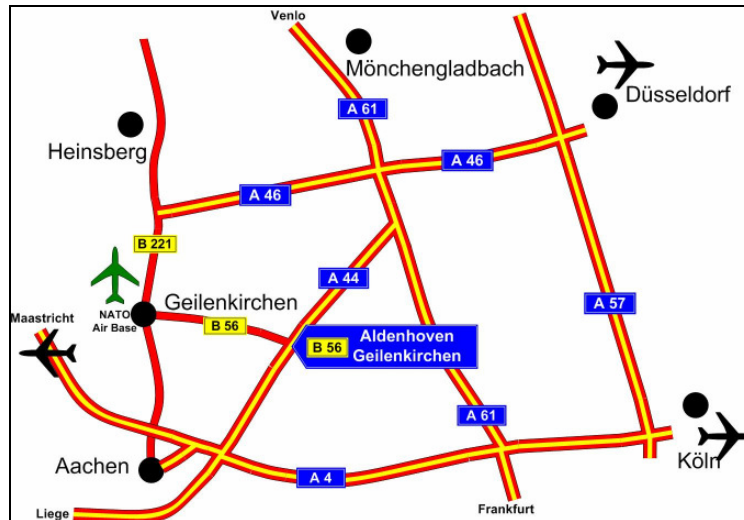 Venlo
Mönchengladbach
Düsseldorf
A 61
Heinsberg
A 46
A 46
B 221
A 44
Geilenkirchen
NATO
Air Base
Maastricht
B 56
A 57
B 56
Aldenhoven
Geilenkirchen
A 61
Aachen
A 4
Köln
Liege
Frankfurt